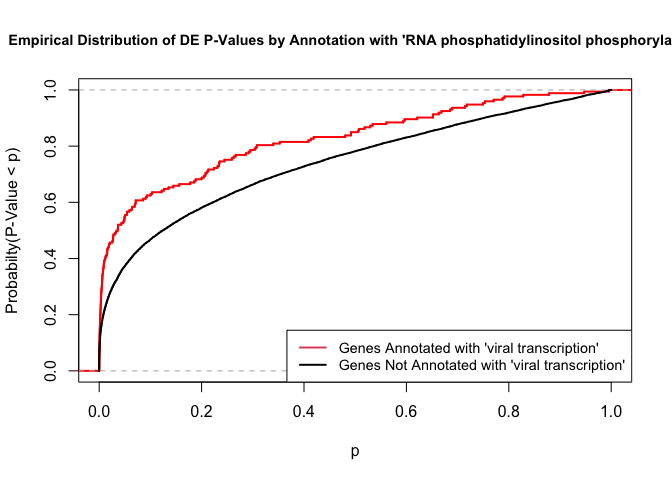 Empirical Distribution of DE P-Values by Annotation with 'RNA phosphatidylinositol phosphoryla
Probabilty(P-Value < p)
1.0
0.8
0.6
0.4
0.2
0.0
Genes Annotated with 'viral transcription'
Genes Not Annotated with 'viral transcription'
0.0 0.2 0.4 0.6 0.8 1.0
p